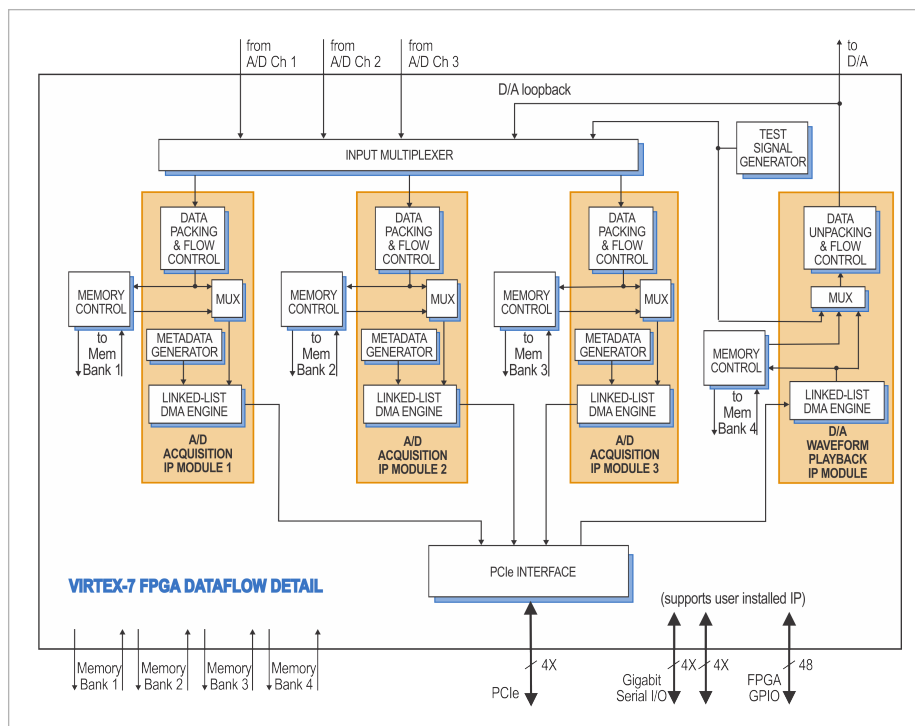 from
A/D Ch 1
from
A/D Ch 2
from
A/D Ch 3
to
D/A
D/A loopback
INPUT MULTIPLEXER
TEST
SIGNAL
GENERATOR
DATA
PACKING
& FLOW
CONTROL
DATA
PACKING
& FLOW
CONTROL
DATA
PACKING
& FLOW
CONTROL
DATA
UNPACKING
& FLOW
CONTROL
MEMORY
CONTROL
MUX
MEMORY
CONTROL
MUX
MEMORY
CONTROL
MUX
MUX
to
Mem
Bank 1
METADATA
GENERATOR
to
Mem
Bank 2
METADATA
GENERATOR
to
Mem
Bank 3
METADATA
GENERATOR
MEMORY
CONTROL
to
Mem
Bank 4
LINKED-LIST
DMA ENGINE
LINKED-LIST
DMA ENGINE
LINKED-LIST
DMA ENGINE
LINKED-LIST
DMA ENGINE
A/D
ACQUISITION
IP MODULE 1
A/D
ACQUISITION
IP MODULE 2
A/D
ACQUISITION
IP MODULE 3
D/A
WAVEFORM
PLAYBACK
IP MODULE
PCIe INTERFACE
VIRTEX-7 FPGA DATAFLOW DETAIL
(supports user installed IP)
Memory
Bank 1
Memory
Bank 2
Memory
Bank 3
Memory
Bank 4
4X
PCIe
4X
4X
Gigabit
Serial I/O
48
FPGA
GPIO